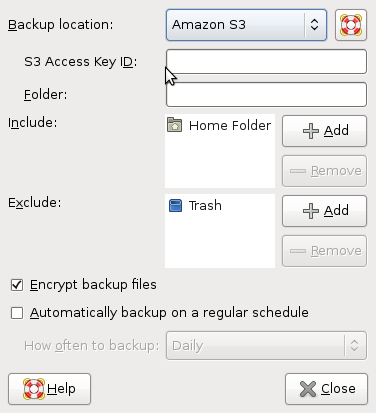 Backup location: Amazon S3
S3 Access Key ID:
Folder:
Include: Home Folder Add
Remove
Exclude: Trash Add
Remove
Encrypt backup files
Automatically backup on a regular schedule
How often to backup: Daily
Help Close